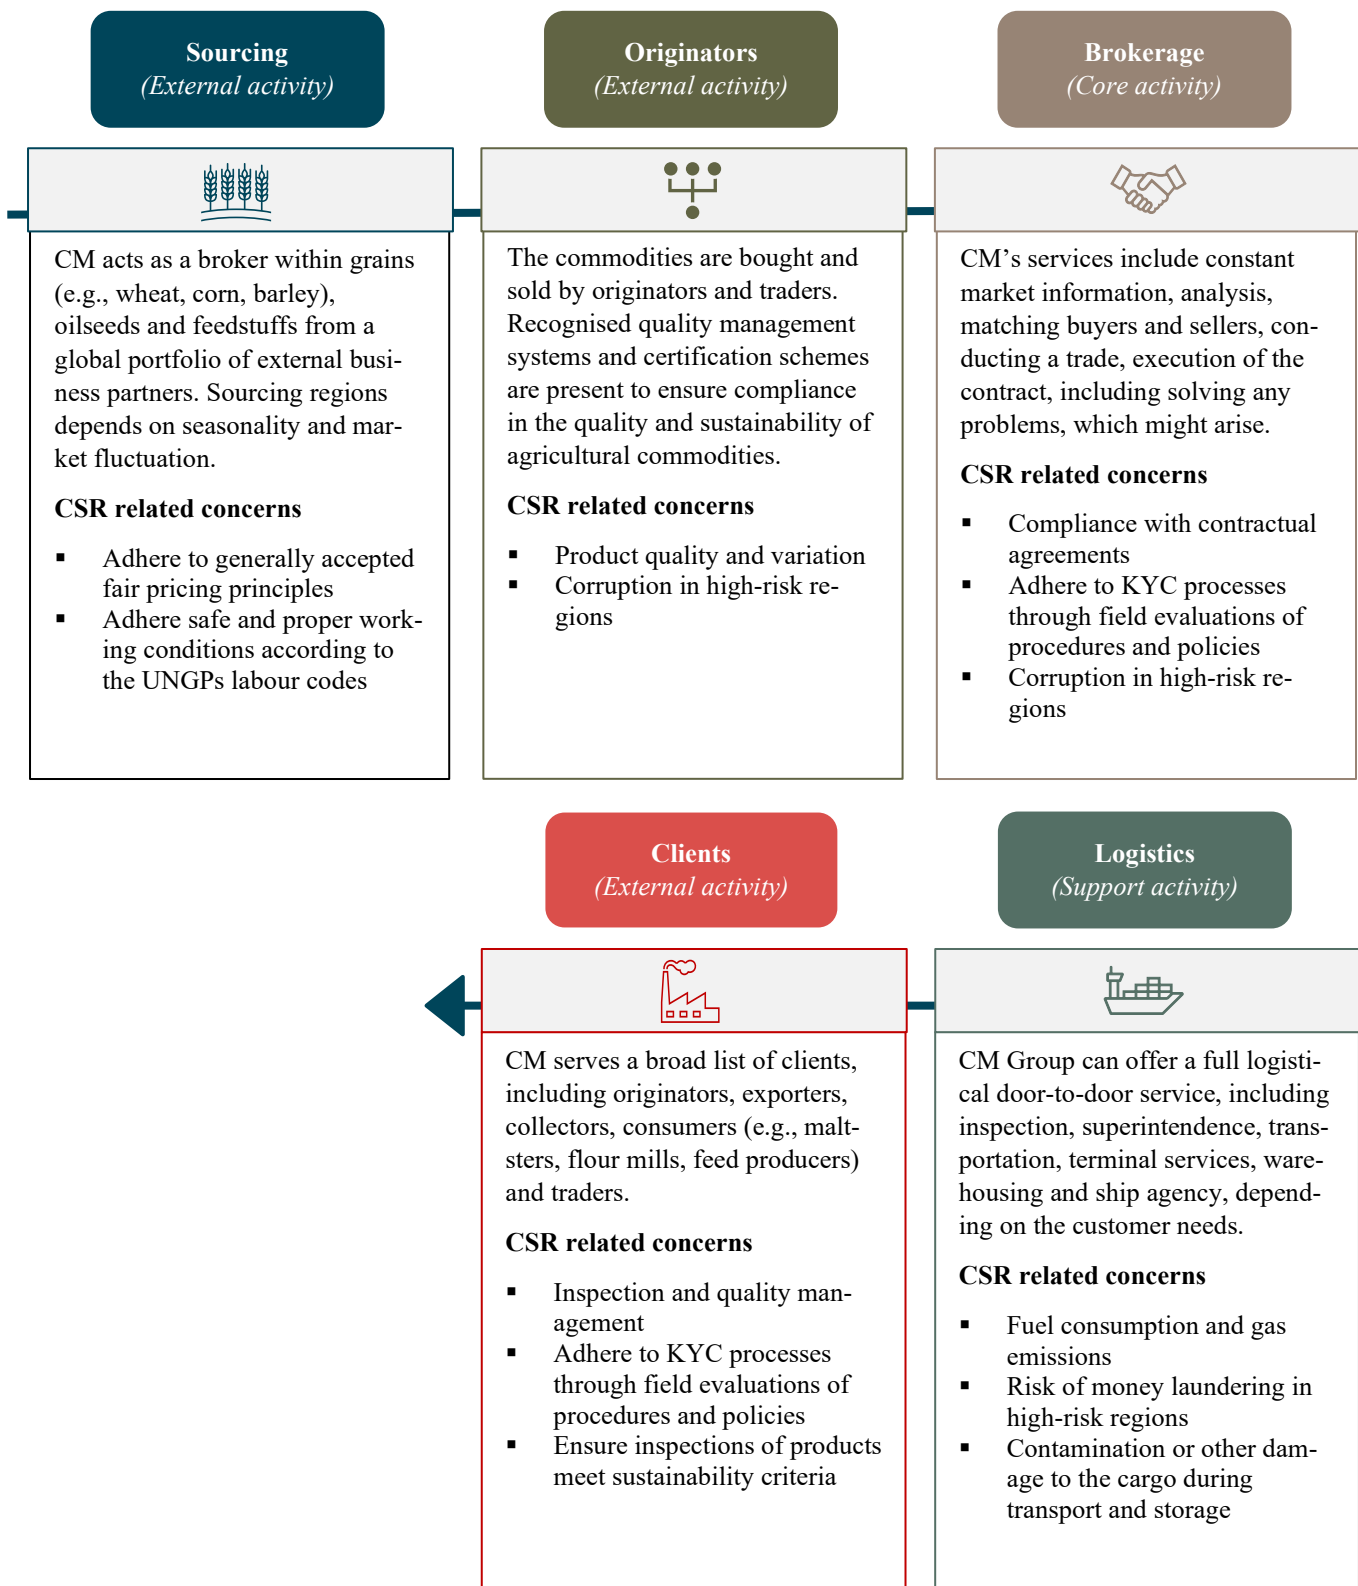 Sourcing
(External activity)
CM acts as a broker within grains
(e.g., wheat, corn, barley),
oilseeds and feedstuffs from a
global portfolio of external busi-
ness partners. Sourcing regions
depends on seasonality and mar-
ket fluctuation.
CSR related concerns
▪ Adhere to generally accepted
fair pricing principles
▪ Adhere safe and proper work-
ing conditions according to
the UNGPs labour codes
Originators
(External activity)
The commodities are bought and
sold by originators and traders.
Recognised quality management
systems and certification schemes
are present to ensure compliance
in the quality and sustainability of
agricultural commodities.
CSR related concerns
▪ Product quality and variation
▪ Corruption in high-risk re-
gions
Brokerage
(Core activity)
CM’s services include constant
market information, analysis,
matching buyers and sellers, con-
ducting a trade, execution of the
contract, including solving any
problems, which might arise.
CSR related concerns
▪ Compliance with contractual
agreements
▪ Adhere to KYC processes
through field evaluations of
procedures and policies
▪ Corruption in high-risk re-
gions
Clients
(External activity)
CM serves a broad list of clients,
including originators, exporters,
collectors, consumers (e.g., malt-
sters, flour mills, feed producers)
and traders.
CSR related concerns
▪ Inspection and quality man-
agement
▪ Adhere to KYC processes
through field evaluations of
procedures and policies
▪ Ensure inspections of products
meet sustainability criteria
Logistics
(Support activity)
CM Group can offer a full logisti-
cal door-to-door service, including
inspection, superintendence, trans-
portation, terminal services, ware-
housing and ship agency, depend-
ing on the customer needs.
CSR related concerns
▪ Fuel consumption and gas
emissions
▪ Risk of money laundering in
high-risk regions
▪ Contamination or other dam-
age to the cargo during
transport and storage